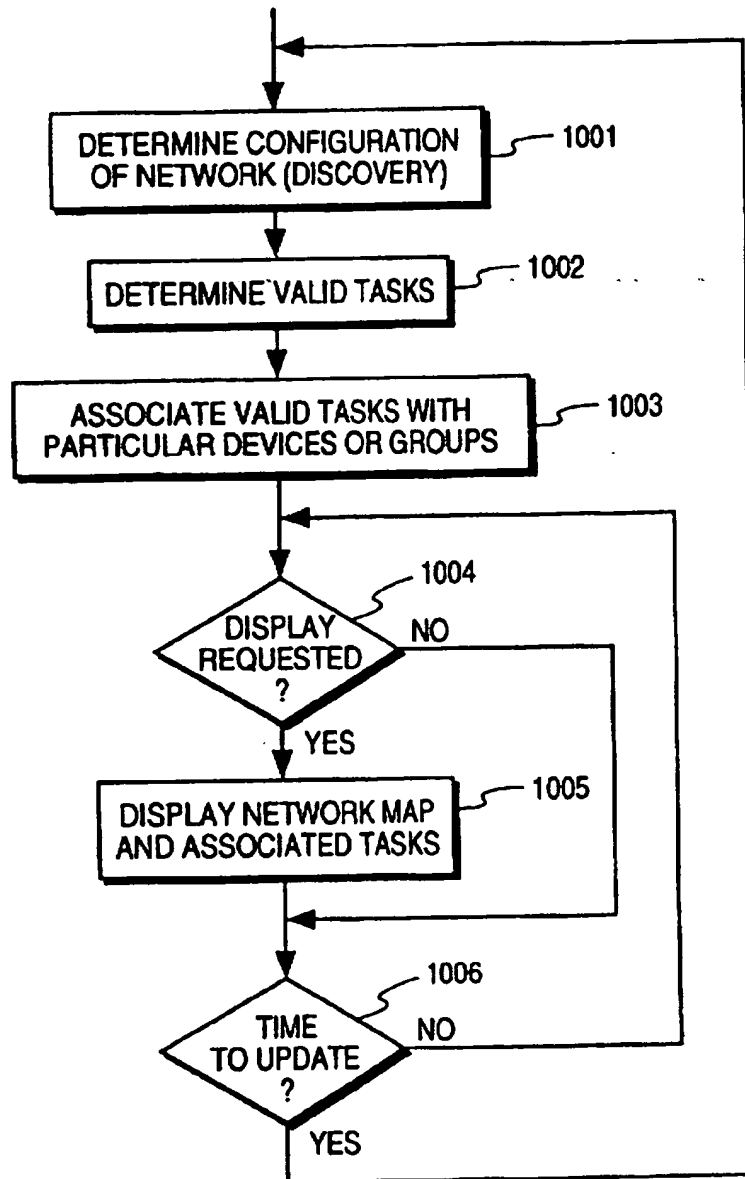 DETERMINE CONFIGURATION
OF NETWORK (DISCOVERY)
1001
DETERMINE VALID TASKS
1002
ASSOCIATE VALID TASKS WITH
PARTICULAR DEVICES OR GROUPS
1003
1004
DISPLAY
REQUESTED
?
NO
YES
DISPLAY NETWORK MAP
AND ASSOCIATED TASKS
1005
1006
TIME
TO UPDATE
?
NO
YES